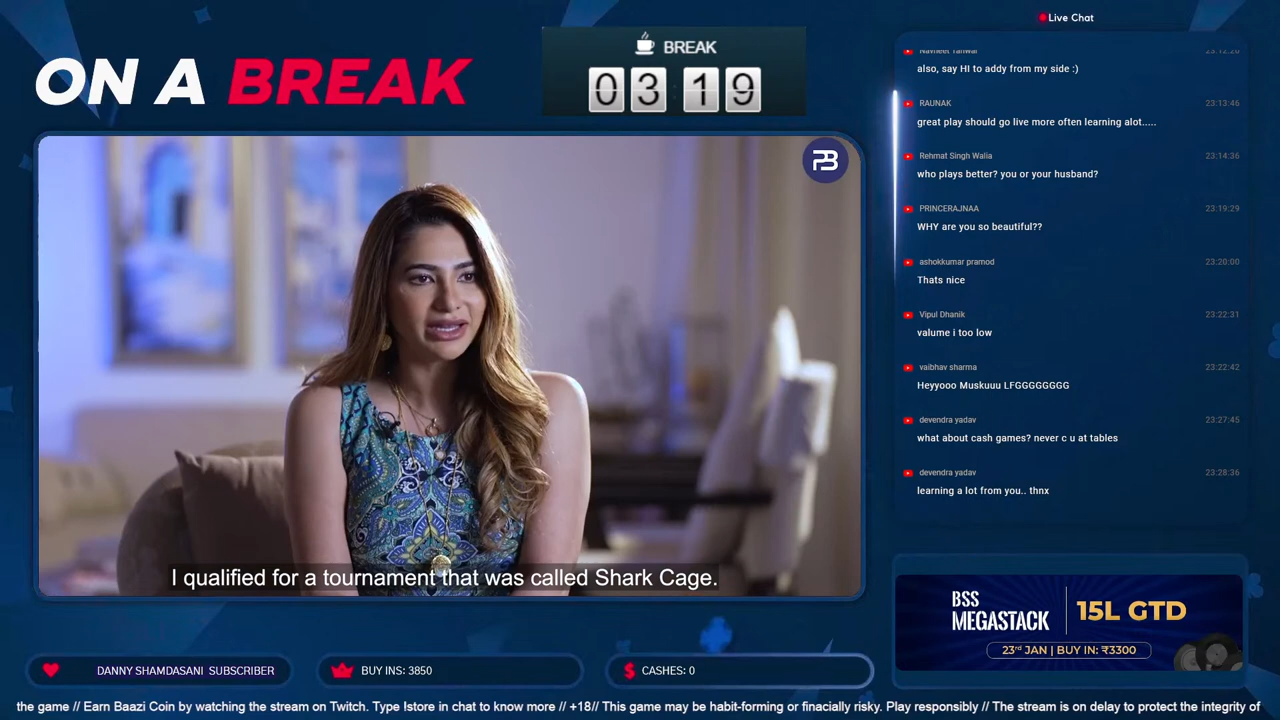 Live Chat
ON A BREAK
BREAK
03 19
PB
23:12:20
also, say HI to addy from my side :)
RAUNAK 23:13:46
great play should go live more often learning alot.....
Rehmat Singh Walia 23:14:36
who plays better? you or your husband?
PRINCERAJNAA 23:19:29
WHY are you so beautiful??
ashokkumar pramod 23:20:00
Thats nice
Vipul Dhanik 23:22:31
valume i too low
vaibhav sharma 23:22:42
Heyyooo Muskuuu LFGGGGGGGG
devendra yadav 23:27:45
what about cash games? never c u at tables
devendra yadav 23:28:36
learning a lot from you.. thnx
I qualified for a tournament that was called Shark Cage.
BSS
MEGASTACK
15L GTD
23rd JAN | BUY IN: ₹3300
DANNY SHAMDASANI SUBSCRIBER
BUY INS: 3850
CASHES: 0
the game // Earn Baazi Coin by watching the stream on Twitch. Type !store in chat to know more // +18// This game may be habit-forming or finacially risky. Play responsibly // The stream is on delay to protect the integrity of